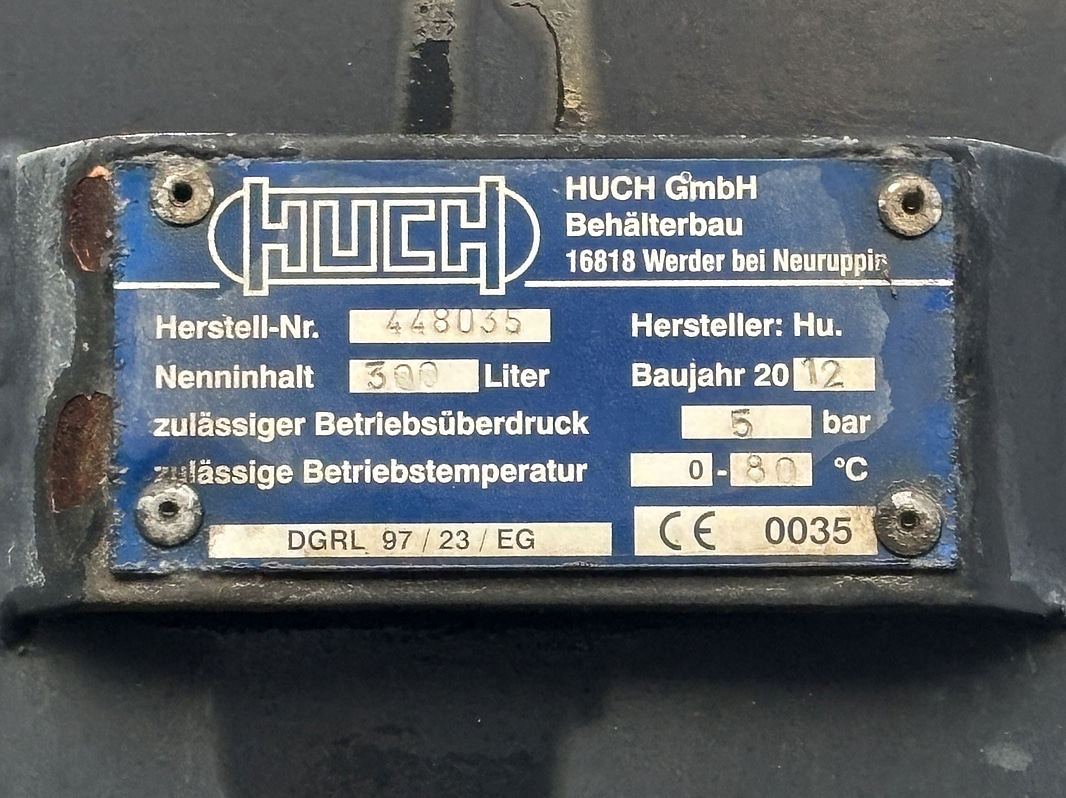 HUCH
HUCH GmbH
Behälterbau
16818 Werder bei Neuruppin
Herstell-Nr. 448035 Hersteller: Hu.
Nenninhalt 300 Liter Baujahr 2012
zulässiger Betriebsüberdruck 5 bar
zulässige Betriebstemperatur 0 - 80 °C
DGRL 97 / 23 / EG CE 0035